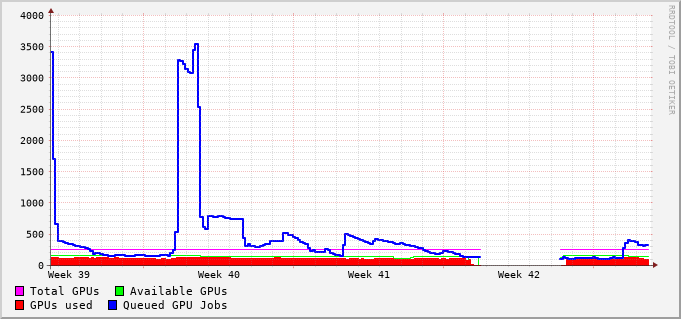 4000
3500
3000
2500
2000
1500
1000
500
0
Week 39 Week 40 Week 41 Week 42
Total GPUs Available GPUs
GPUs used Queued GPU Jobs
RRDTOOL / TOBI OETIKER